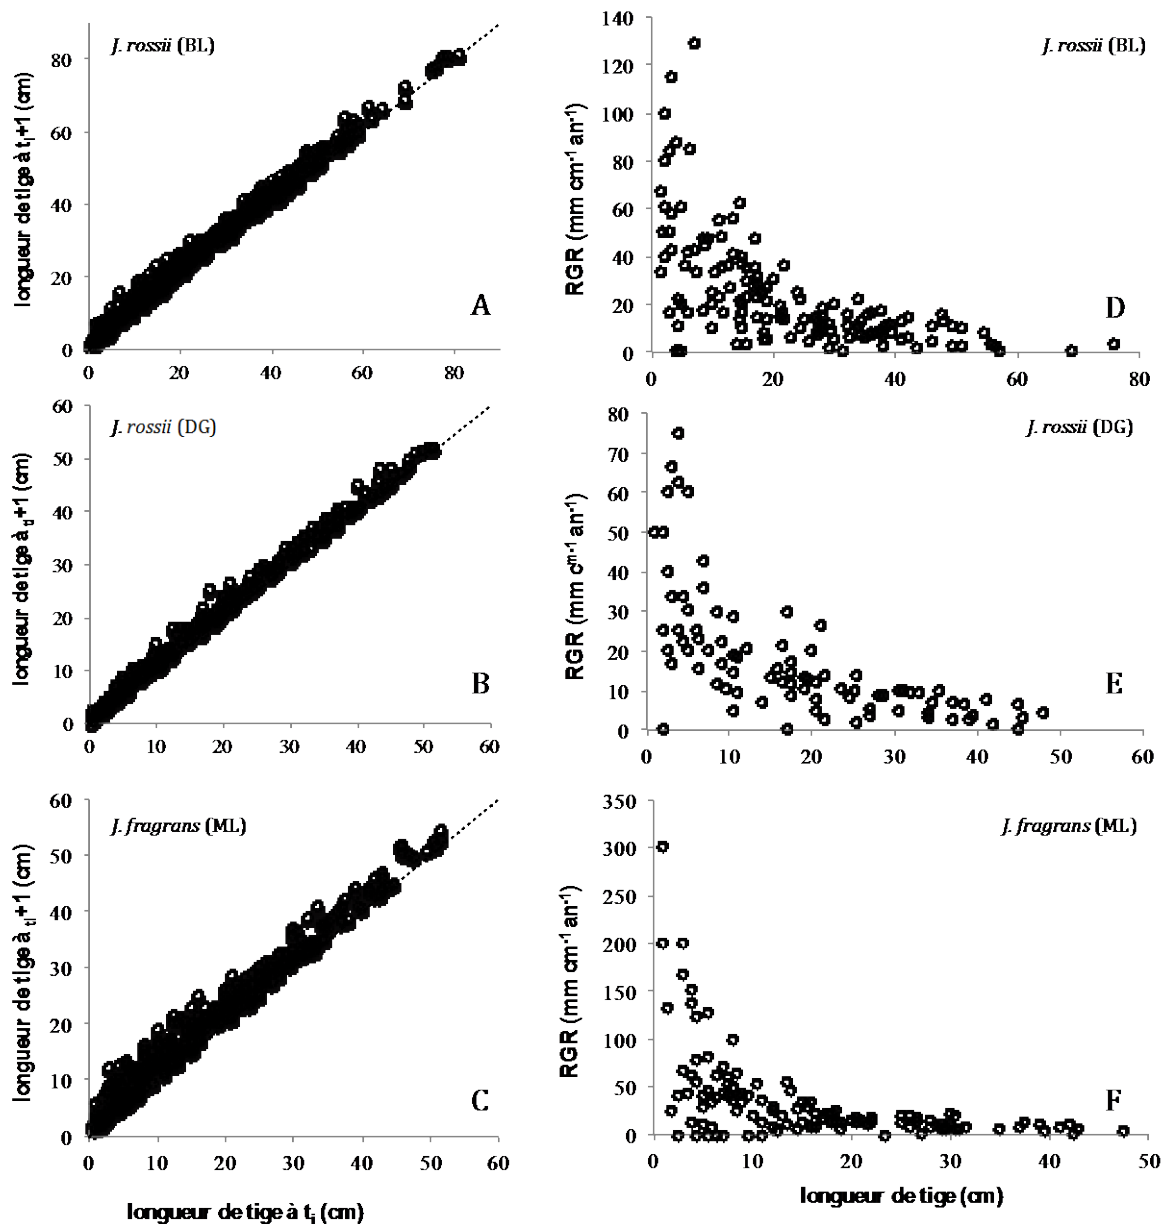 J. rossii (BL)
longueur de tige à ti+1 (cm)
80
60
40
20
0
A
0 20 40 60 80
J. rossii (BL)
RGR (mm cm-1 an-1)
140
120
100
80
60
40
20
0
D
0 20 40 60 80
J. rossii (DG)
longueur de tige à ti+1 (cm)
60
50
40
30
20
10
0
B
0 10 20 30 40 50 60
J. rossii (DG)
RGR (mm cm-1 an-1)
80
70
60
50
40
30
20
10
0
E
0 10 20 30 40 50 60
J. fragrans (ML)
longueur de tige à ti+1 (cm)
60
50
40
30
20
10
0
C
0 10 20 30 40 50 60
longueur de tige à ti (cm)
J. fragrans (ML)
RGR (mm cm-1 an-1)
350
300
250
200
150
100
50
0
F
0 10 20 30 40 50
longueur de tige (cm)